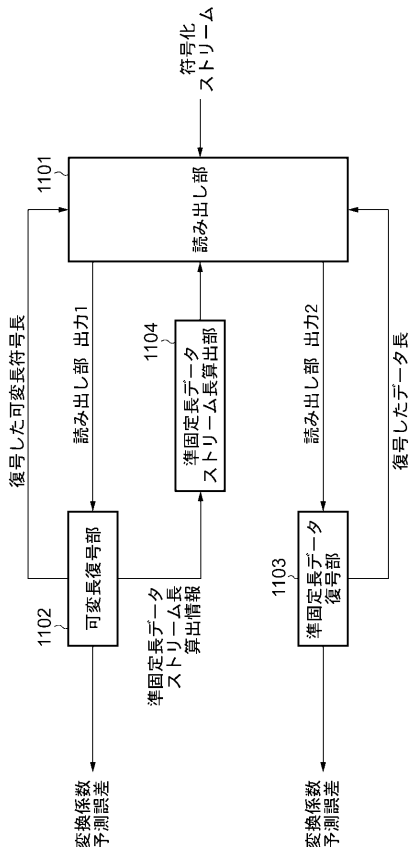 符号化
ストリーム
1101
読み出し部
復号した可変長符号長
読み出し部 出力1
1104
準固定長データ
ストリーム長算出部
読み出し部 出力2
復号したデータ長
1102
可変長復号部
準固定長データ
ストリーム長
算出情報
1103
準固定長データ
復号部
変換係数
予測誤差
変換係数
予測誤差